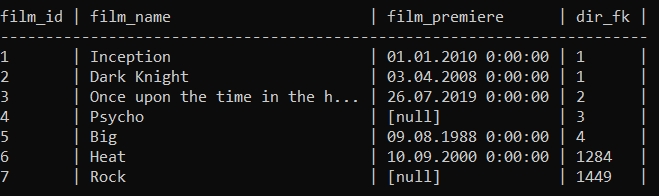 film_id | film_name | film_premiere | dir_fk |
1 | Inception | 01.01.2010 0:00:00 | 1 |
2 | Dark Knight | 03.04.2008 0:00:00 | 1 |
3 | Once upon the time in the h... | 26.07.2019 0:00:00 | 2 |
4 | Psycho | [null] | 3 |
5 | Big | 09.08.1988 0:00:00 | 4 |
6 | Heat | 10.09.2000 0:00:00 | 1284 |
7 | Rock | [null] | 1449 |